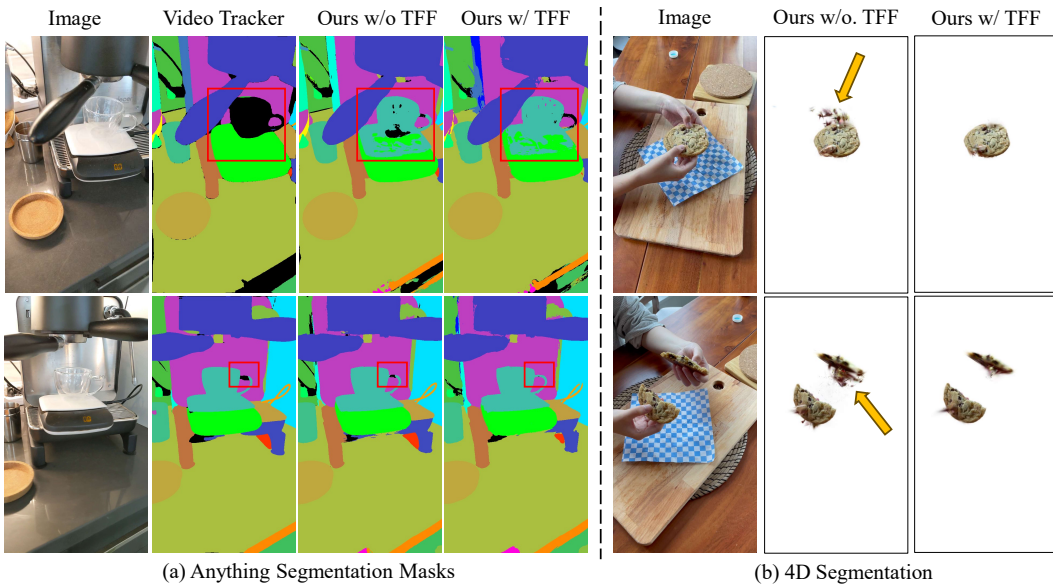 Image Video Tracker Ours w/o TFF Ours w/ TFF Image Ours w/o. TFF Ours w/ TFF
(a) Anything Segmentation Masks (b) 4D Segmentation